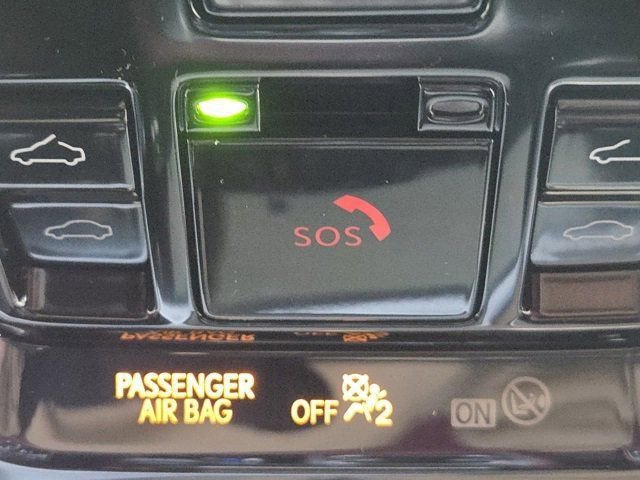 SOS
PASSENGER
AIR BAG
OFF 2
ON